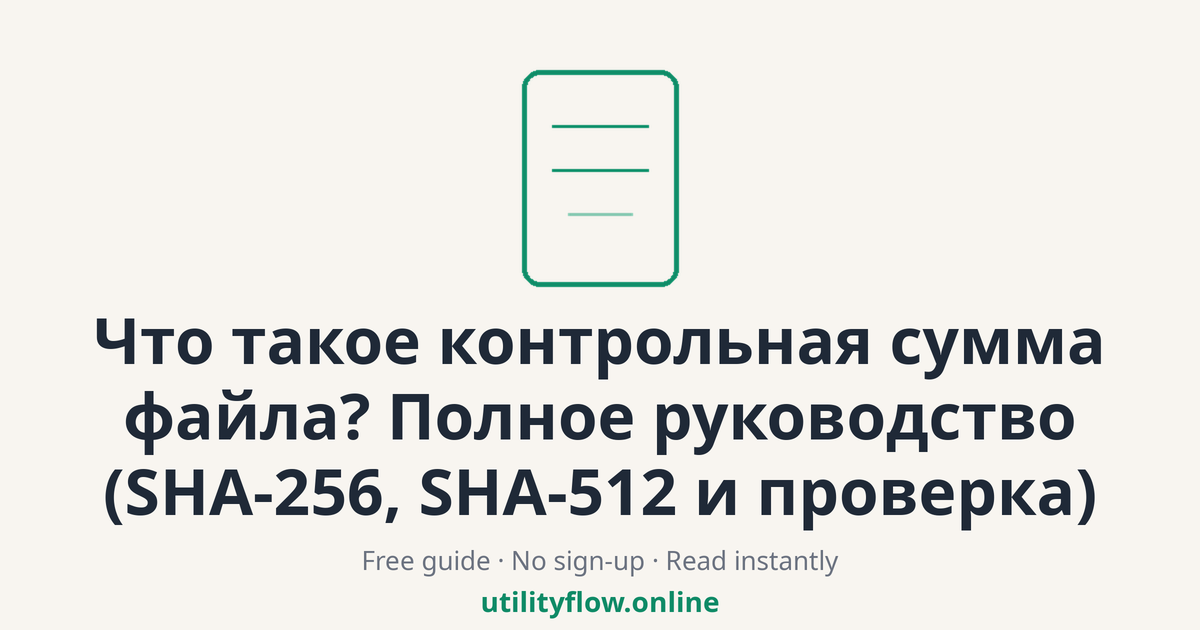 Что такое контрольная сумма
файла? Полное руководство
(SHA-256, SHA-512 и проверка)
Free guide · No sign-up · Read instantly
utilityflow.online